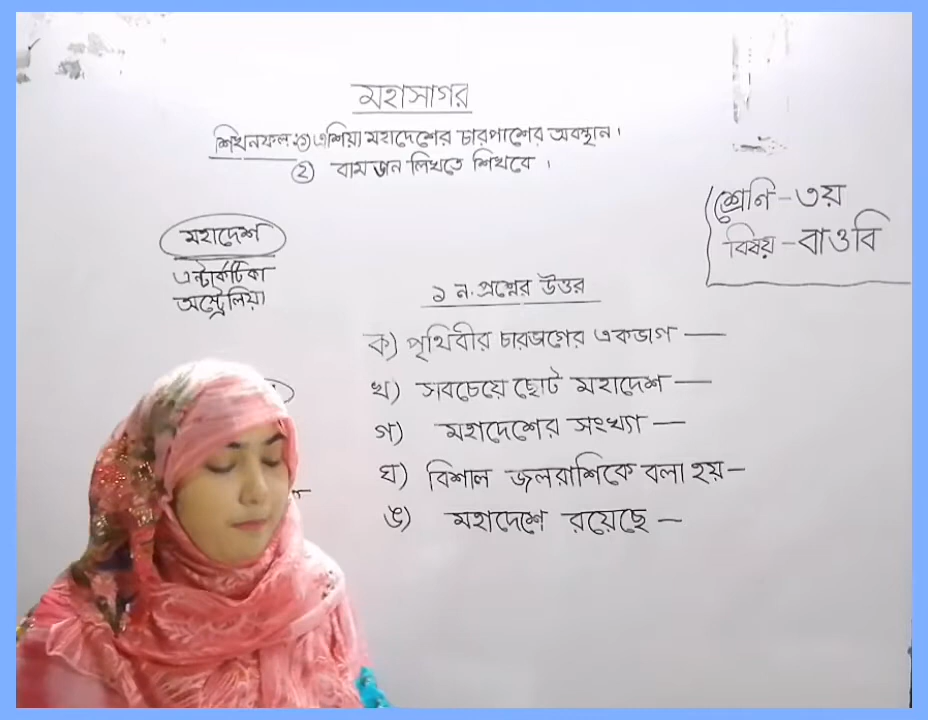 মহাসাগর
শিখনফল:(১) এশিয়া মহাদেশের চারপাশের অবস্থান।
(২) বামডান লিখতে শিখবে।
শ্রেণি - ৩য়
বিষয় - বাওবি
মহাদেশ
এন্টার্কটিকা
অস্ট্রেলিয়া
১ ন. প্রশ্নের উত্তর
ক) পৃথিবীর চারভাগের একভাগ —
খ) সবচেয়ে ছোট মহাদেশ —
গ) মহাদেশের সংখ্যা —
ঘ) বিশাল জলরাশিকে বলা হয় -
ঙ) মহাদেশে রয়েছে —